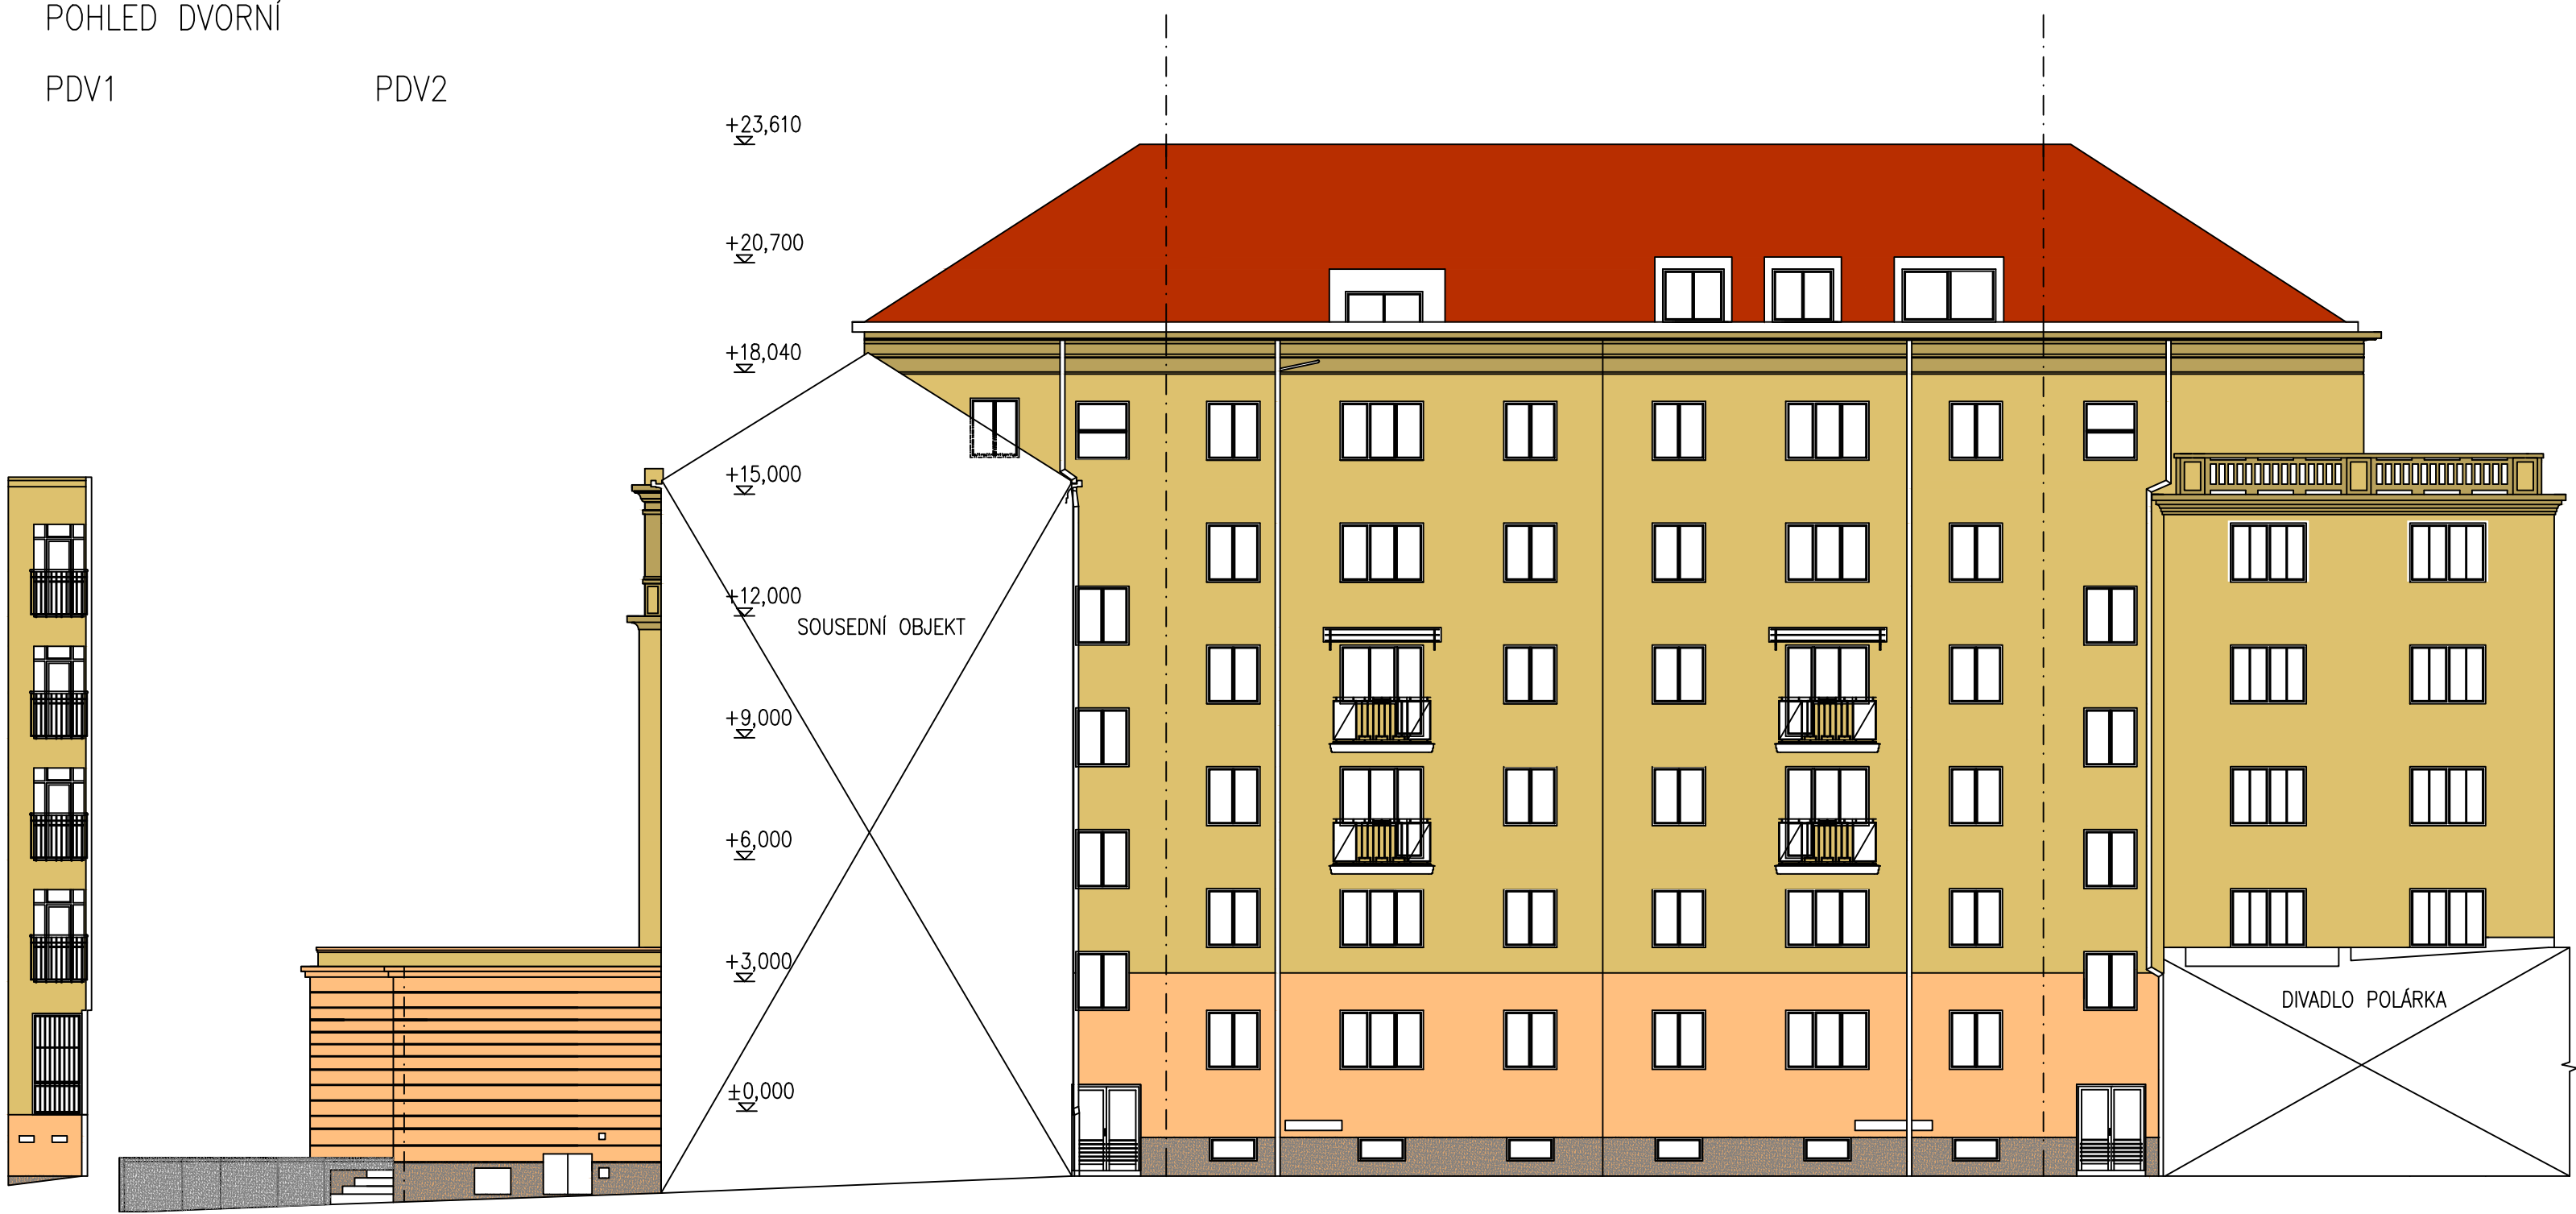 POHLED DVORNÍ
PDV1
PDV2
+23,610
+20,700
+18,040
+15,000
+12,000
SOUSEDNÍ OBJEKT
+9,000
+6,000
+3,000
DIVADLO POLÁRKA
±0,000